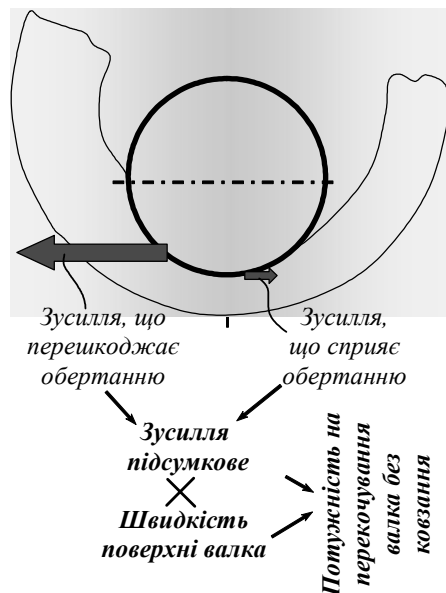 Зусилля, що
перешкоджає
обертанню
Зусилля,
що сприяє
обертанню
Зусилля
підсумкове
Швидкість
поверхні валка
Потужність на
перекочування
валка без
ковзання